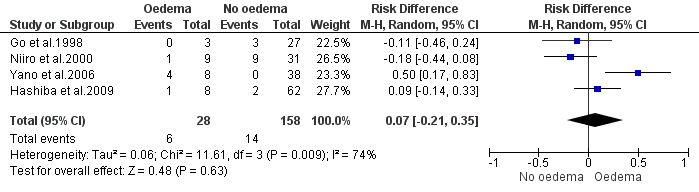 Oedema No oedema Risk Difference Risk Difference
Study or Subgroup Events Total Events Total Weight M-H, Random, 95% CI M-H, Random, 95% CI
Go et al.1998 0 3 3 27 22.5% -0.11 [-0.46, 0.24]
Niiro et al.2000 1 9 9 31 26.5% -0.18 [-0.44, 0.08]
Yano et al.2006 4 8 0 38 23.3% 0.50 [0.17, 0.83]
Hashiba et al.2009 1 8 2 62 27.7% 0.09 [-0.14, 0.33]
Total (95% CI) 28 158 100.0% 0.07 [-0.21, 0.35]
Total events 6 14
Heterogeneity: Tau² = 0.06; Chi² = 11.61, df = 3 (P = 0.009); I² = 74%
Test for overall effect: Z = 0.48 (P = 0.63)
-1 -0.5 0 0.5 1
No oedema Oedema